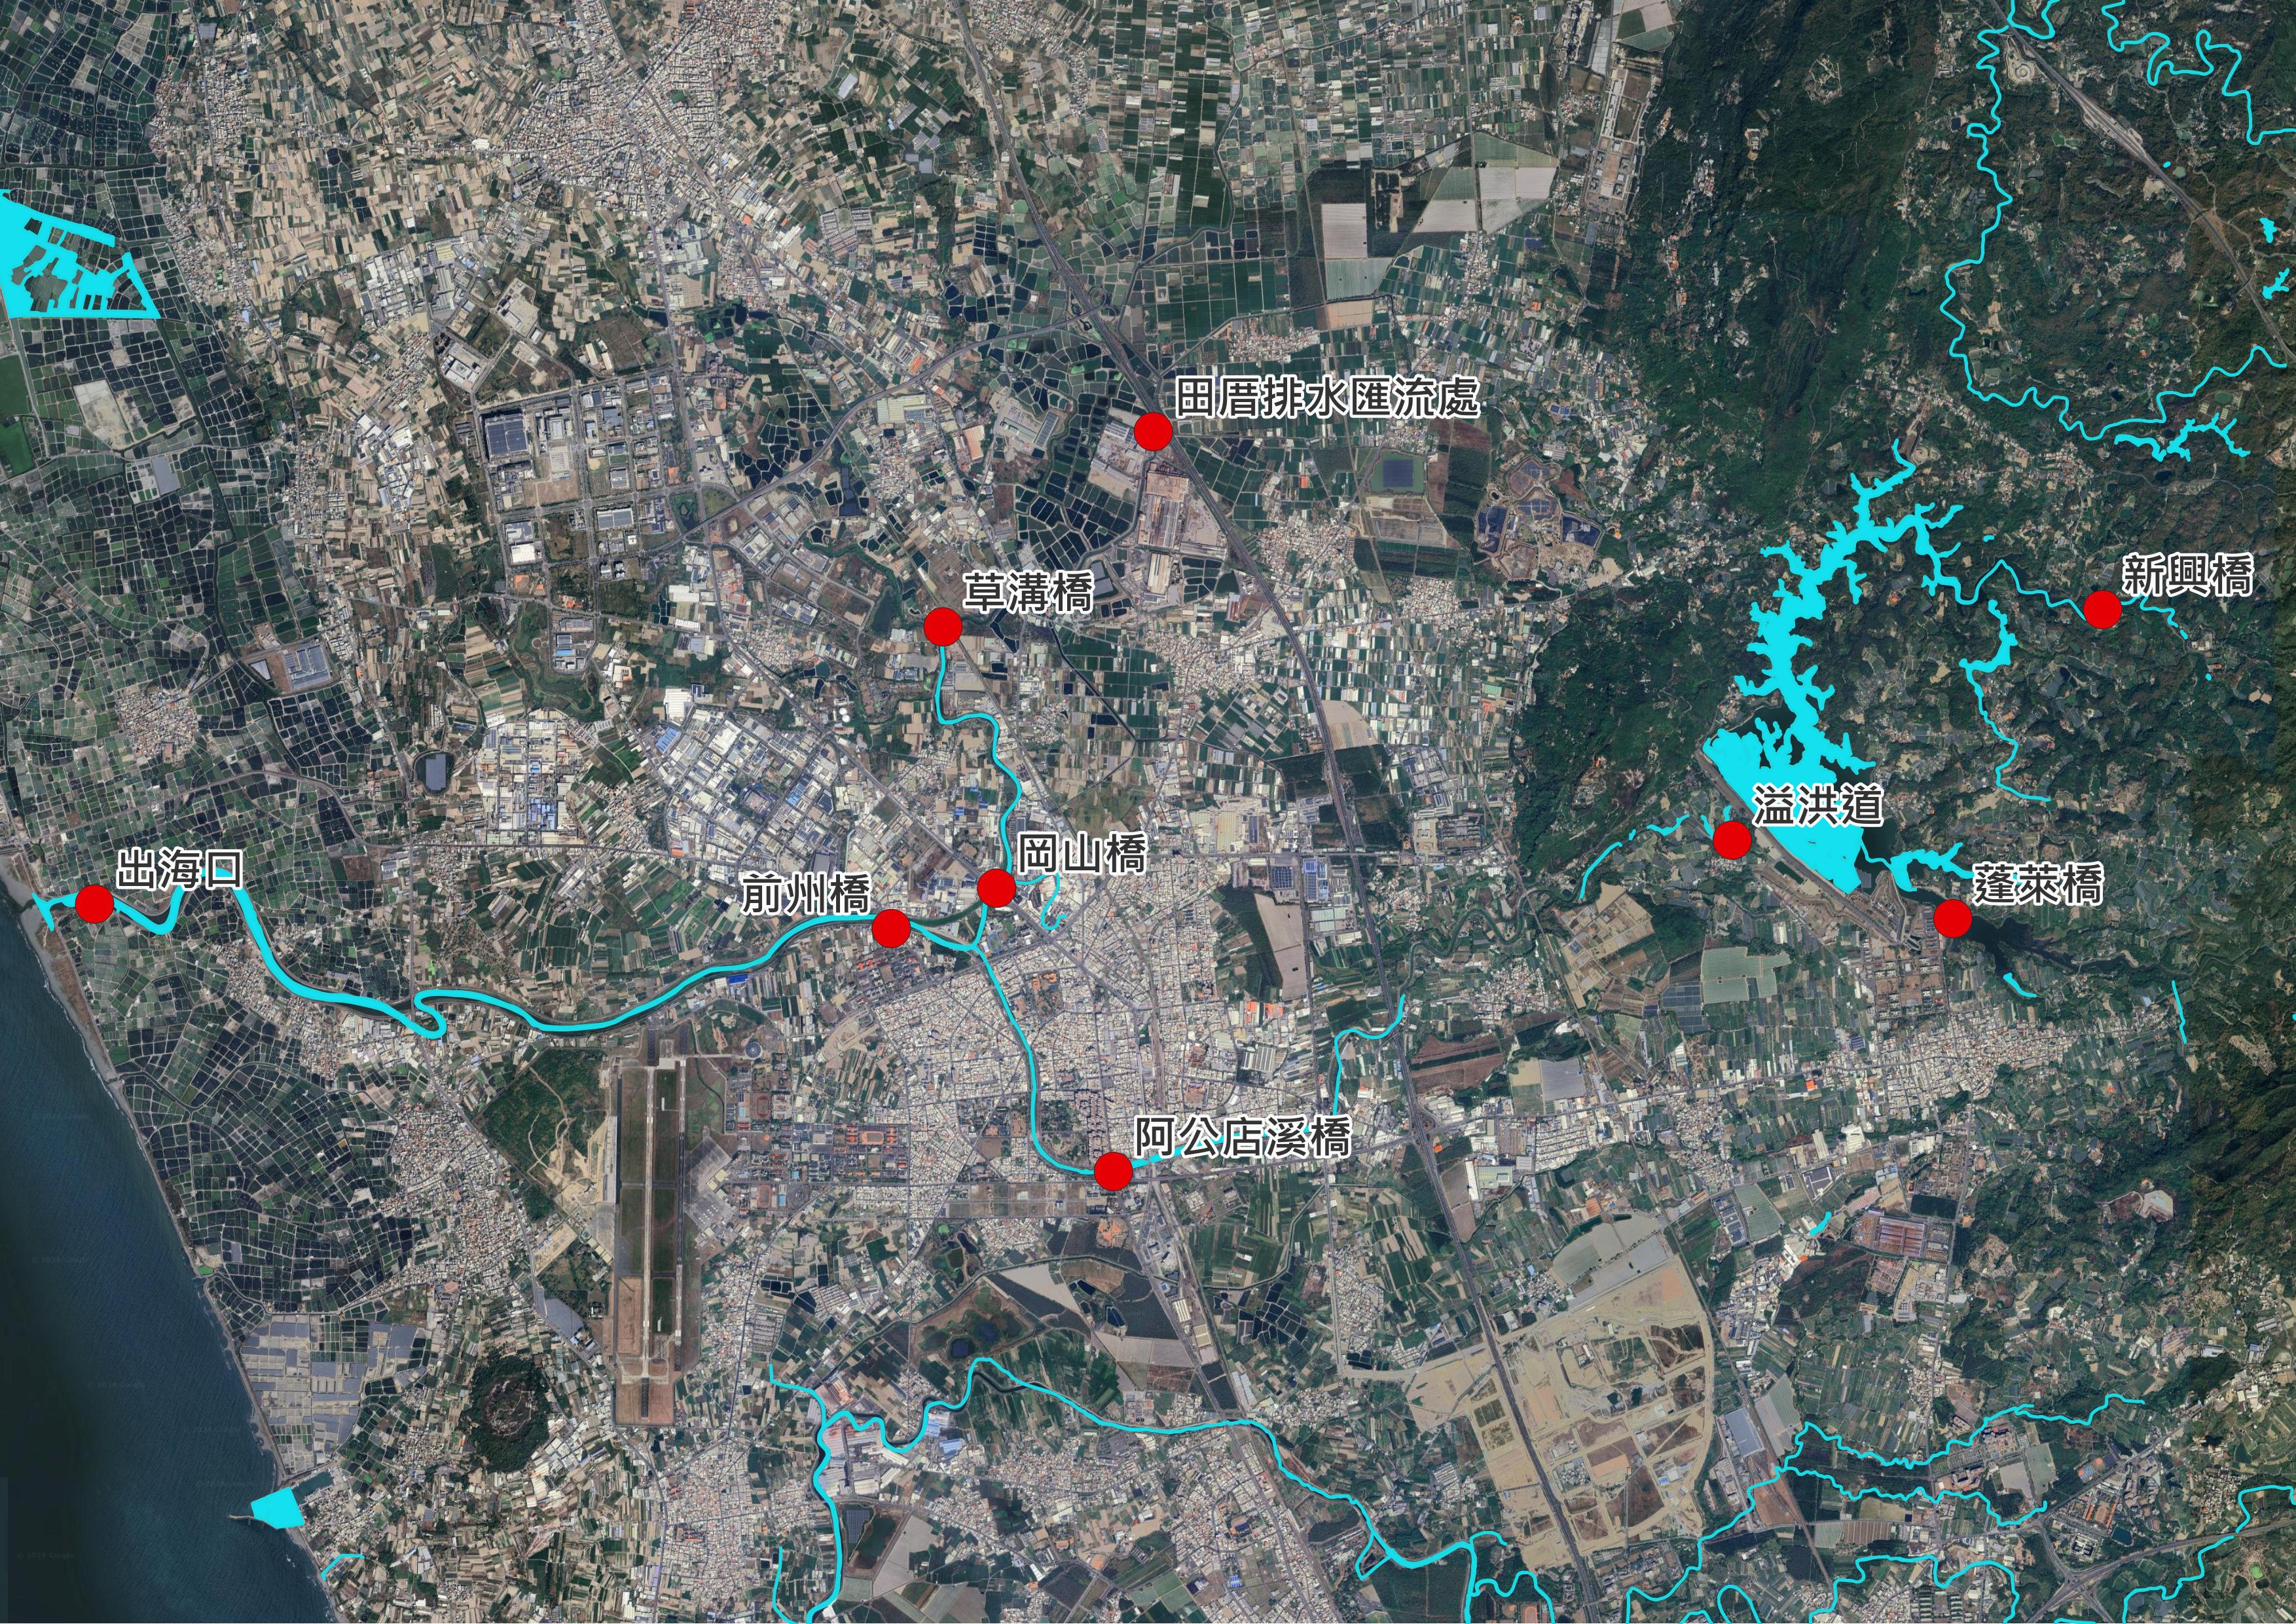 田厝排水匯流處
草溝橋
新興橋
溢洪道
岡山橋
出海口
前州橋
蓬萊橋
阿公店溪橋